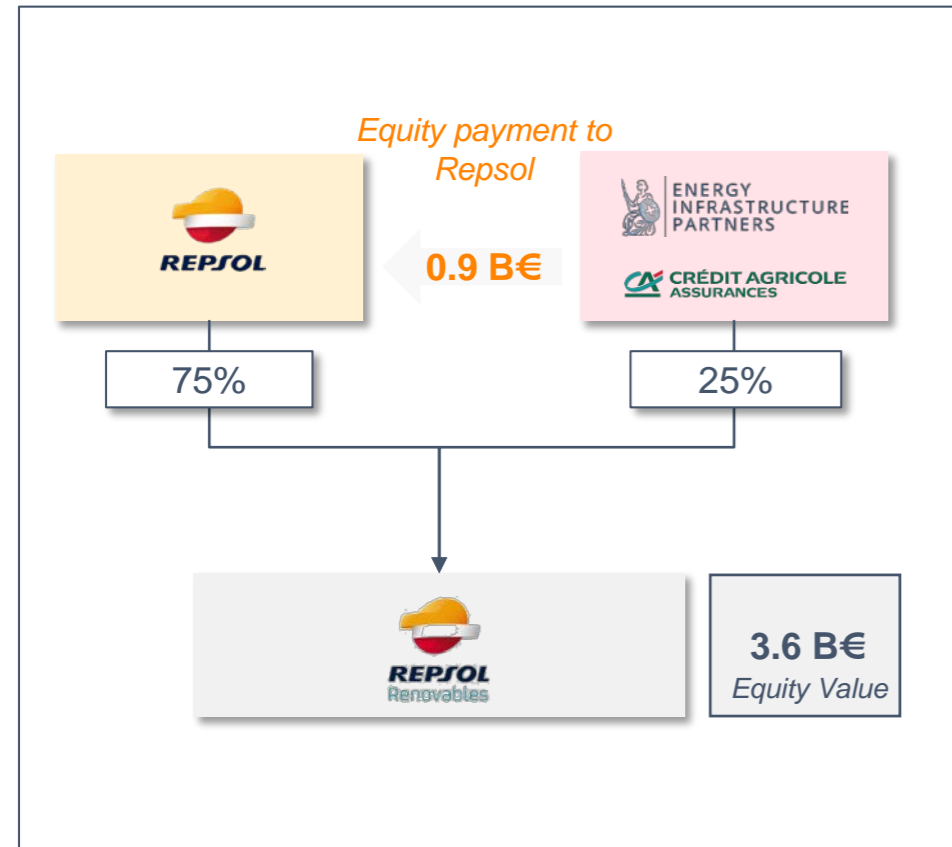 Equity payment to
Repsol
REPSOL
0.9 B€
ENERGY
INFRASTRUCTURE
PARTNERS
CA CRÉDIT AGRICOLE
ASSURANCES
75%
25%
REPSOL
Renovables
3.6 B€
Equity Value